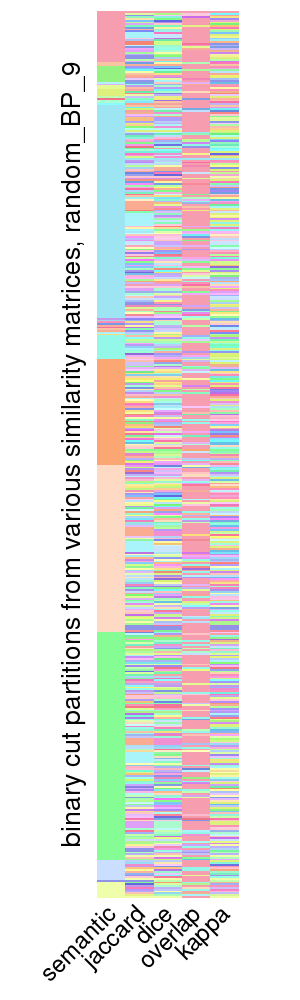 binary cut partitions from various similarity matrices, random_BP_9
semantic
jaccard
dice
overlap
kappa